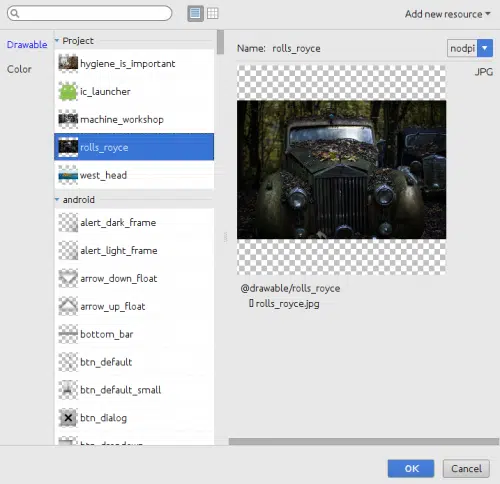 Add new resource
Drawable
Color
Project
hygiene_is_important
ic_launcher
machine_workshop
rolls_royce
west_head
android
alert_dark_frame
alert_light_frame
arrow_down_float
arrow_up_float
bottom_bar
btn_default
btn_default_small
btn_dialog
btn_dropdown
Name: rolls_royce
nodpi
JPG
@drawable/rolls_royce
rolls_royce.jpg
OK
Cancel